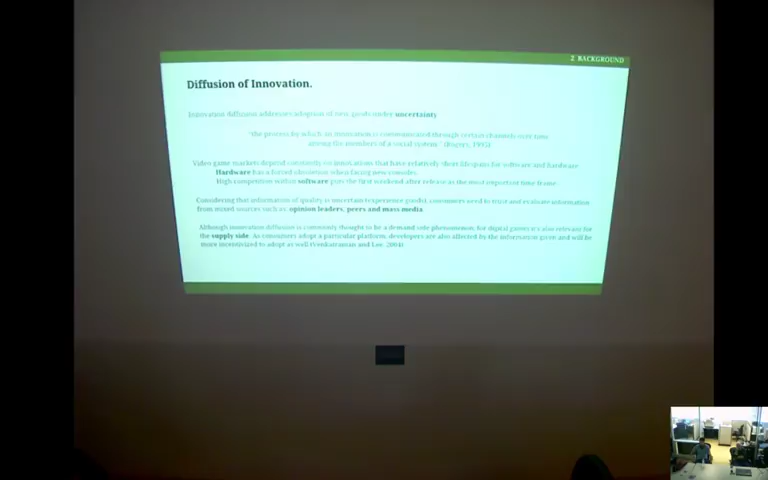 2 BACKGROUND
Diffusion of Innovation.
Innovation diffusion addresses adoption of new goods under uncertainty
"the process by which an innovation is communicated through certain channels over time
among the members of a social system" (Rogers, 1995)
Video game markets depend constantly on innovations that have relatively short lifespans for software and hardware
Hardware has a forced obsession when facing new consoles.
High competition within software puts the first weekend after release as the most important time frame.
Considering that information of quality is uncertain (experience goods), consumers need to trust and evaluate information
from mixed sources such as: opinion leaders, peers and mass media.
Although innovation diffusion is commonly thought to be a demand side phenomenon, for digital games it's also relevant for
the supply side. As consumers adopt a particular platform, developers are also affected by the information given and will be
more incentivized to adopt as well (Venkatraman and Lee, 2004)